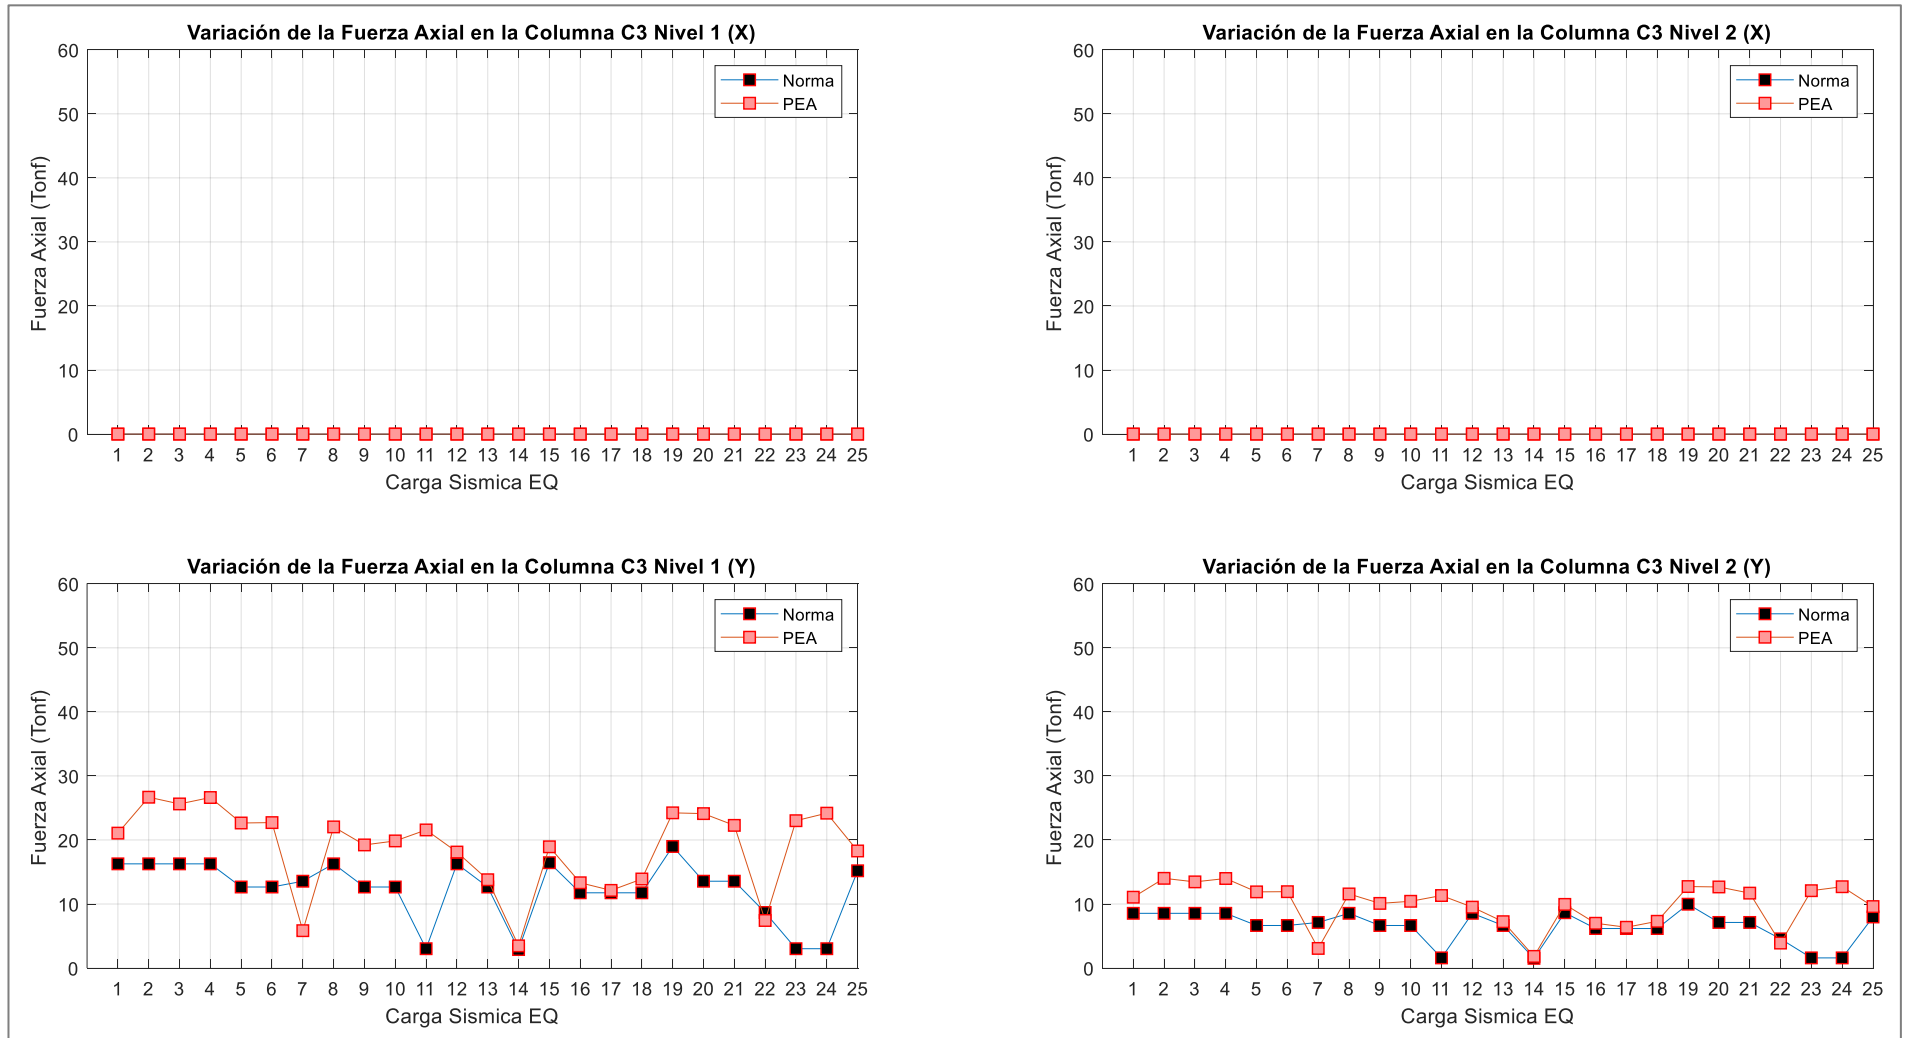 Variación de la Fuerza Axial en la Columna C3 Nivel 1 (X)
Norma
PEA
60
50
40
30
20
10
0
Fuerza Axial (Tonf)
1 2 3 4 5 6 7 8 9 10 11 12 13 14 15 16 17 18 19 20 21 22 23 24 25
Carga Sismica EQ
Variación de la Fuerza Axial en la Columna C3 Nivel 2 (X)
Norma
PEA
60
50
40
30
20
10
0
Fuerza Axial (Tonf)
1 2 3 4 5 6 7 8 9 10 11 12 13 14 15 16 17 18 19 20 21 22 23 24 25
Carga Sismica EQ
Variación de la Fuerza Axial en la Columna C3 Nivel 1 (Y)
Norma
PEA
60
50
40
30
20
10
0
Fuerza Axial (Tonf)
1 2 3 4 5 6 7 8 9 10 11 12 13 14 15 16 17 18 19 20 21 22 23 24 25
Carga Sismica EQ
Variación de la Fuerza Axial en la Columna C3 Nivel 2 (Y)
Norma
PEA
60
50
40
30
20
10
0
Fuerza Axial (Tonf)
1 2 3 4 5 6 7 8 9 10 11 12 13 14 15 16 17 18 19 20 21 22 23 24 25
Carga Sismica EQ